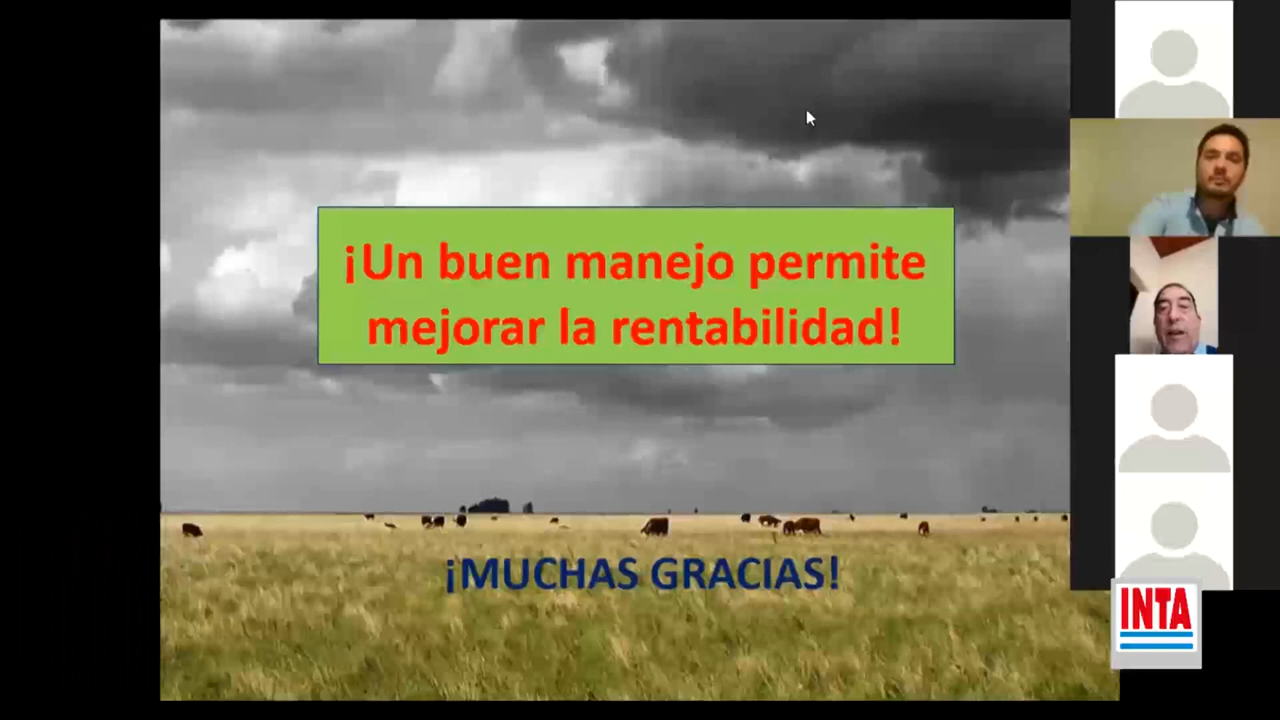 ¡Un buen manejo permite
mejorar la rentabilidad!
¡MUCHAS GRACIAS!
INTA